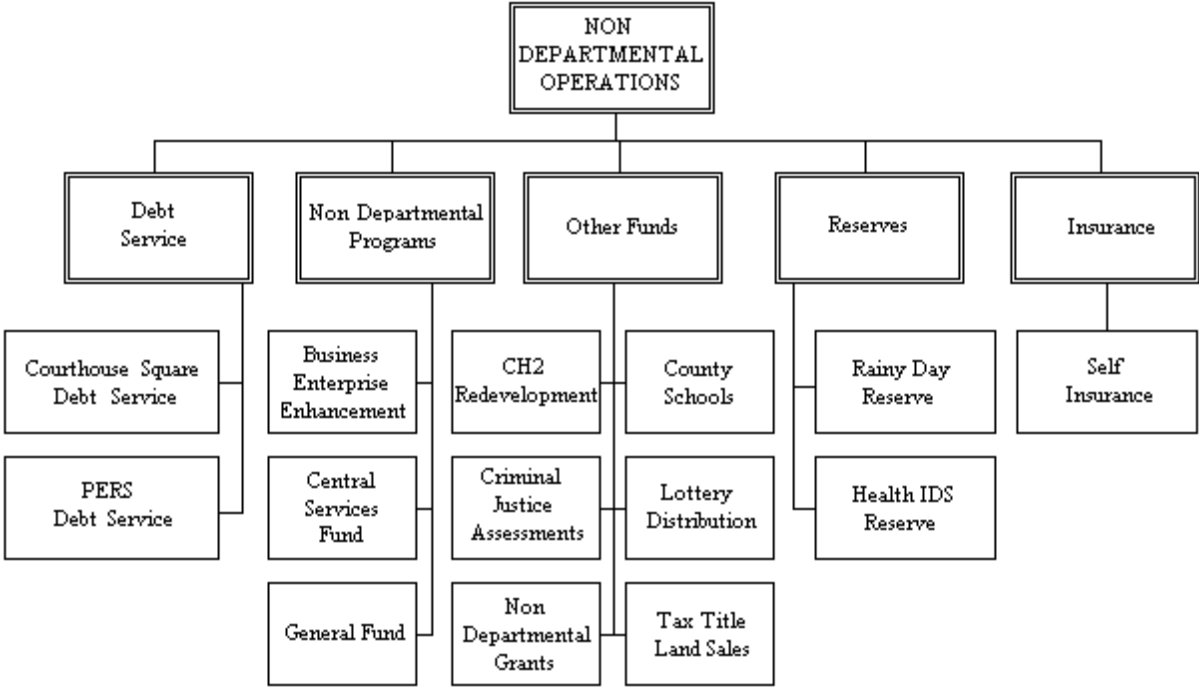 NON
DEPARTMENTAL
OPERATIONS
Debt
Service
Non Departmental
Programs
Other Funds
Reserves
Insurance
Courthouse Square
Debt Service
PERS
Debt Service
Business
Enterprise
Enhancement
Central
Services
Fund
General Fund
CH2
Redevelopment
Criminal
Justice
Assessments
Non
Departmental
Grants
County
Schools
Lottery
Distribution
Tax Title
Land Sales
Rainy Day
Reserve
Health IDS
Reserve
Self
Insurance